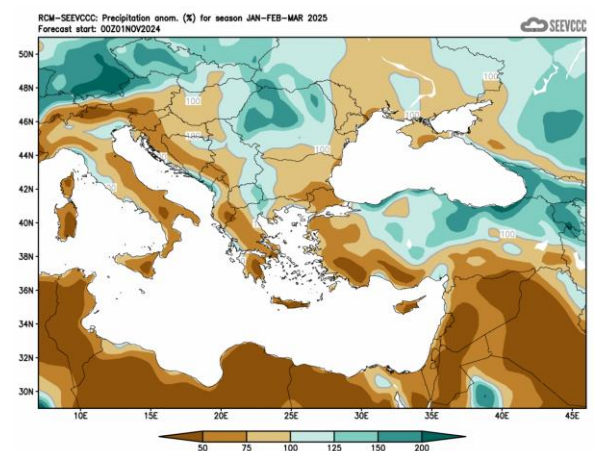 RCM-SEEVCCC: Precipitation anom. (%) for season JAN-FEB-MAR 2025
Forecast start: 00Z01NOV2024
SEEVCCC
50N
48N
46N
44N
42N
40N
38N
36N
34N
32N
30N
100
100
100
100
100
100
10E 15E 20E 25E 30E 35E 40E 45E
50 75 100 125 150 200